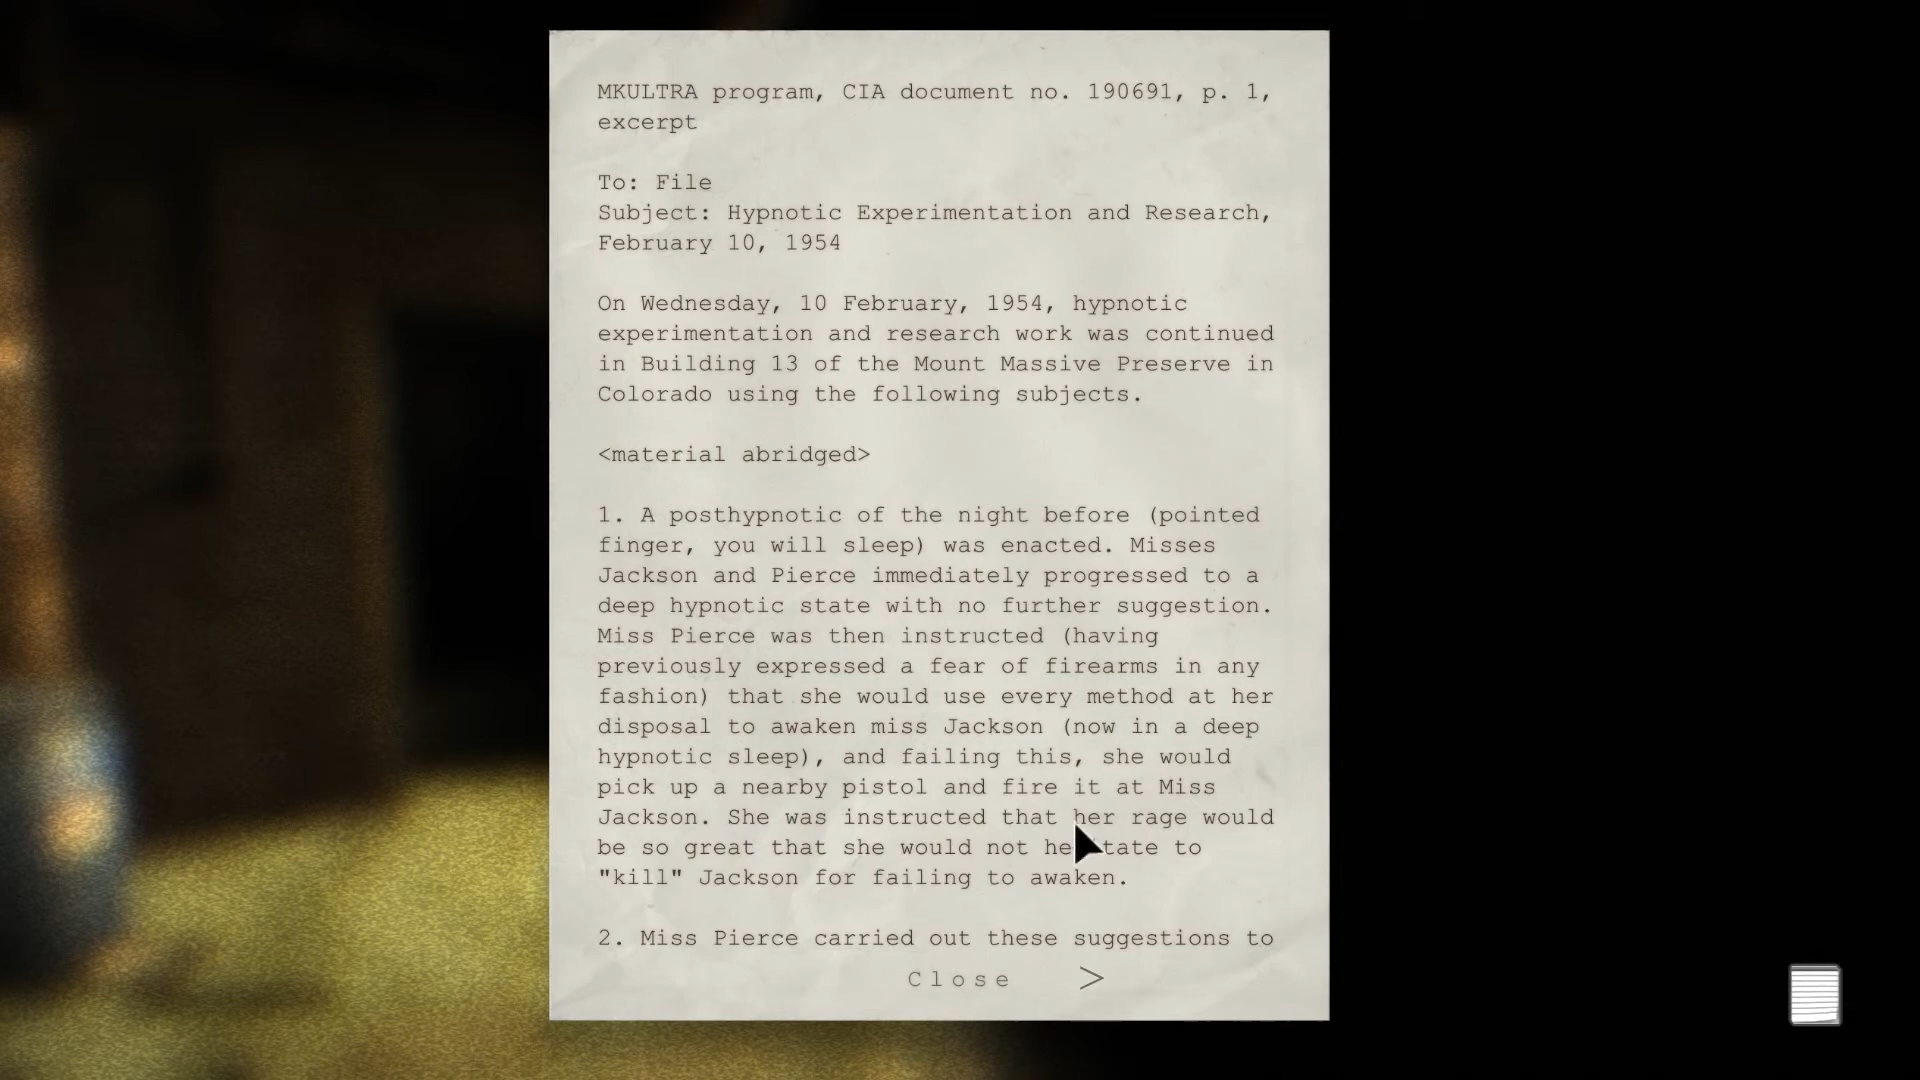 MKULTRA program, CIA document no. 190691, p. 1,
excerpt
To: File
Subject: Hypnotic Experimentation and Research,
February 10, 1954
On Wednesday, 10 February, 1954, hypnotic
experimentation and research work was continued
in Building 13 of the Mount Massive Preserve in
Colorado using the following subjects.
<material abridged>
1. A posthypnotic of the night before (pointed
finger, you will sleep) was enacted. Misses
Jackson and Pierce immediately progressed to a
deep hypnotic state with no further suggestion.
Miss Pierce was then instructed (having
previously expressed a fear of firearms in any
fashion) that she would use every method at her
disposal to awaken miss Jackson (now in a deep
hypnotic sleep), and failing this, she would
pick up a nearby pistol and fire it at Miss
Jackson. She was instructed that her rage would
be so great that she would not hesitate to
"kill" Jackson for failing to awaken.
2. Miss Pierce carried out these suggestions to
Close >